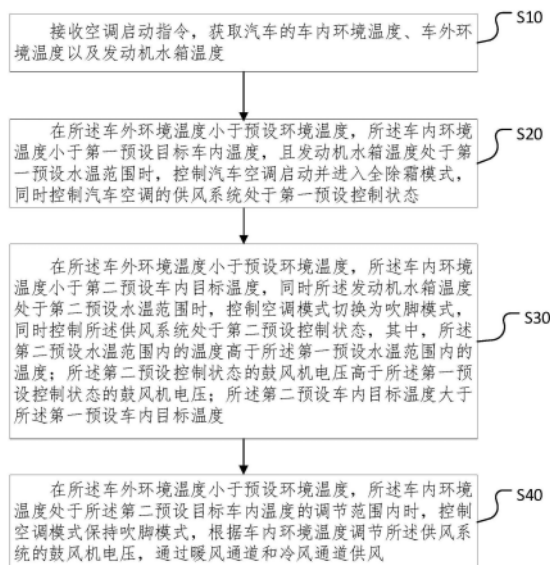 接收空调启动指令，获取汽车的车内环境温度、车外环
境温度以及发动机水箱温度
S10
在所述车外环境温度小于预设环境温度，所述车内环境
温度小于第一预设目标车内温度，且发动机水箱温度处于第
一预设水温范围时，控制汽车空调启动并进入全除霜模式，
同时控制汽车空调的供风系统处于第一预设控制状态
S20
在所述车外环境温度小于预设环境温度，所述车内环境
温度小于第二预设车内目标温度，同时所述发动机水箱温度
处于第二预设水温范围时，控制空调模式切换为吹脚模式，
同时控制所述供风系统处于第二预设控制状态，其中，所述
第二预设水温范围内的温度高于所述第一预设水温范围内的
温度；所述第二预设控制状态的鼓风机电压高于所述第一预
设控制状态的鼓风机电压；所述第二预设车内目标温度大于
所述第一预设车内目标温度
S30
在所述车外环境温度小于预设环境温度，所述车内环境
温度处于所述第二预设目标车内温度的调节范围内时，控制
空调模式保持吹脚模式，根据车内环境温度调节所述供风系
统的鼓风机电压，通过暖风通道和冷风通道供风
S40